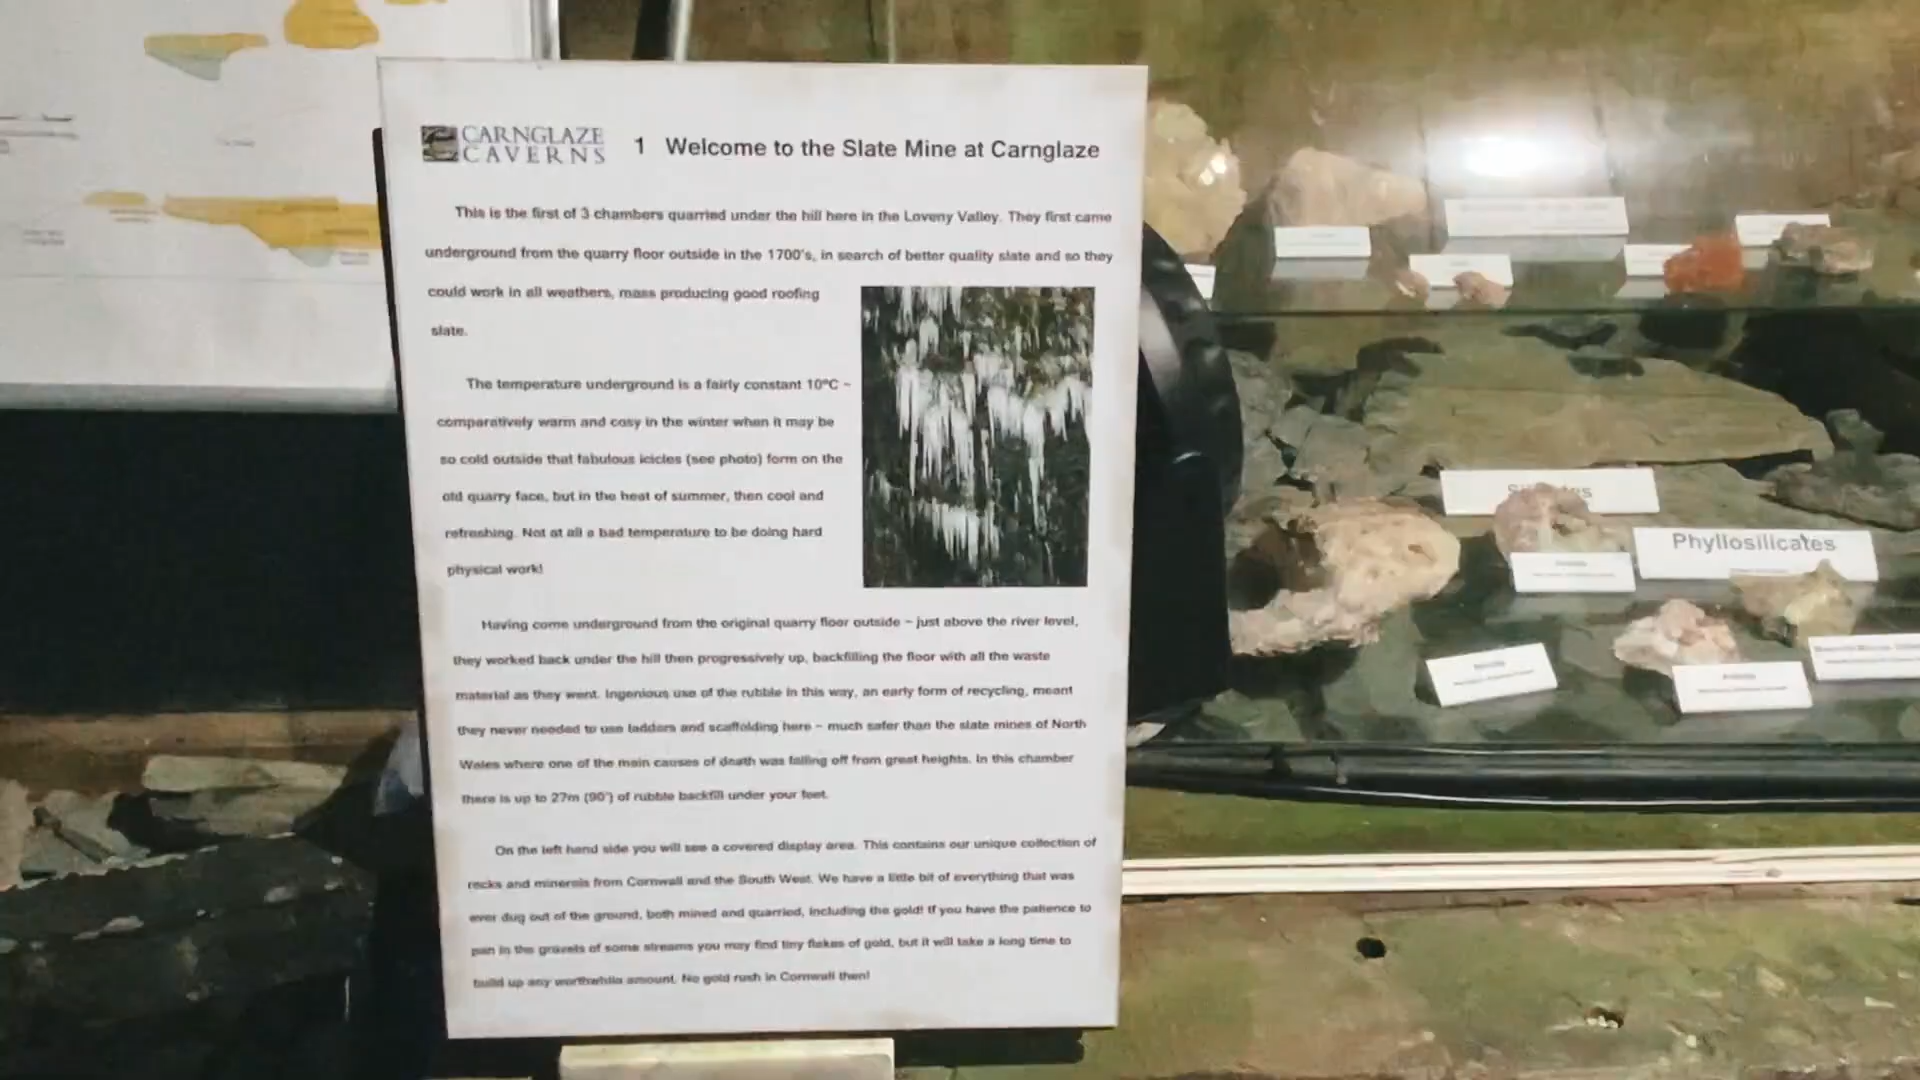 CARNGLAZE
CAVERNS
1 Welcome to the Slate Mine at Carnglaze
This is the first of 3 chambers quarried under the hill here in the Loveny Valley. They first came
underground from the quarry floor outside in the 1700's, in search of better quality slate and so they
could work in all weathers, mass producing good roofing
slate.
The temperature underground is a fairly constant 10ºC –
comparatively warm and cosy in the winter when it may be
so cold outside that fabulous icicles (see photo) form on the
old quarry face, but in the heat of summer, then cool and
refreshing. Not at all a bad temperature to be doing hard
physical work!
Having come underground from the original quarry floor outside – just above the river level,
they worked back under the hill then progressively up, backfilling the floor with all the waste
material as they went. Ingenious use of the rubble in this way, an early form of recycling, meant
they never needed to use ladders and scaffolding here – much safer than the slate mines of North
Wales where one of the main causes of death was falling off from great heights. In this chamber
there is up to 27m (90') of rubble backfill under your feet.
On the left hand side you will see a covered display area. This contains our unique collection of
rocks and minerals from Cornwall and the South West. We have a little bit of everything that was
ever dug out of the ground, both mined and quarried, including the gold! If you have the patience to
pan in the gravels of some streams you may find tiny flakes of gold, but it will take a long time to
build up any worthwhile amount. No gold rush in Cornwall then!
Phyllosilicates